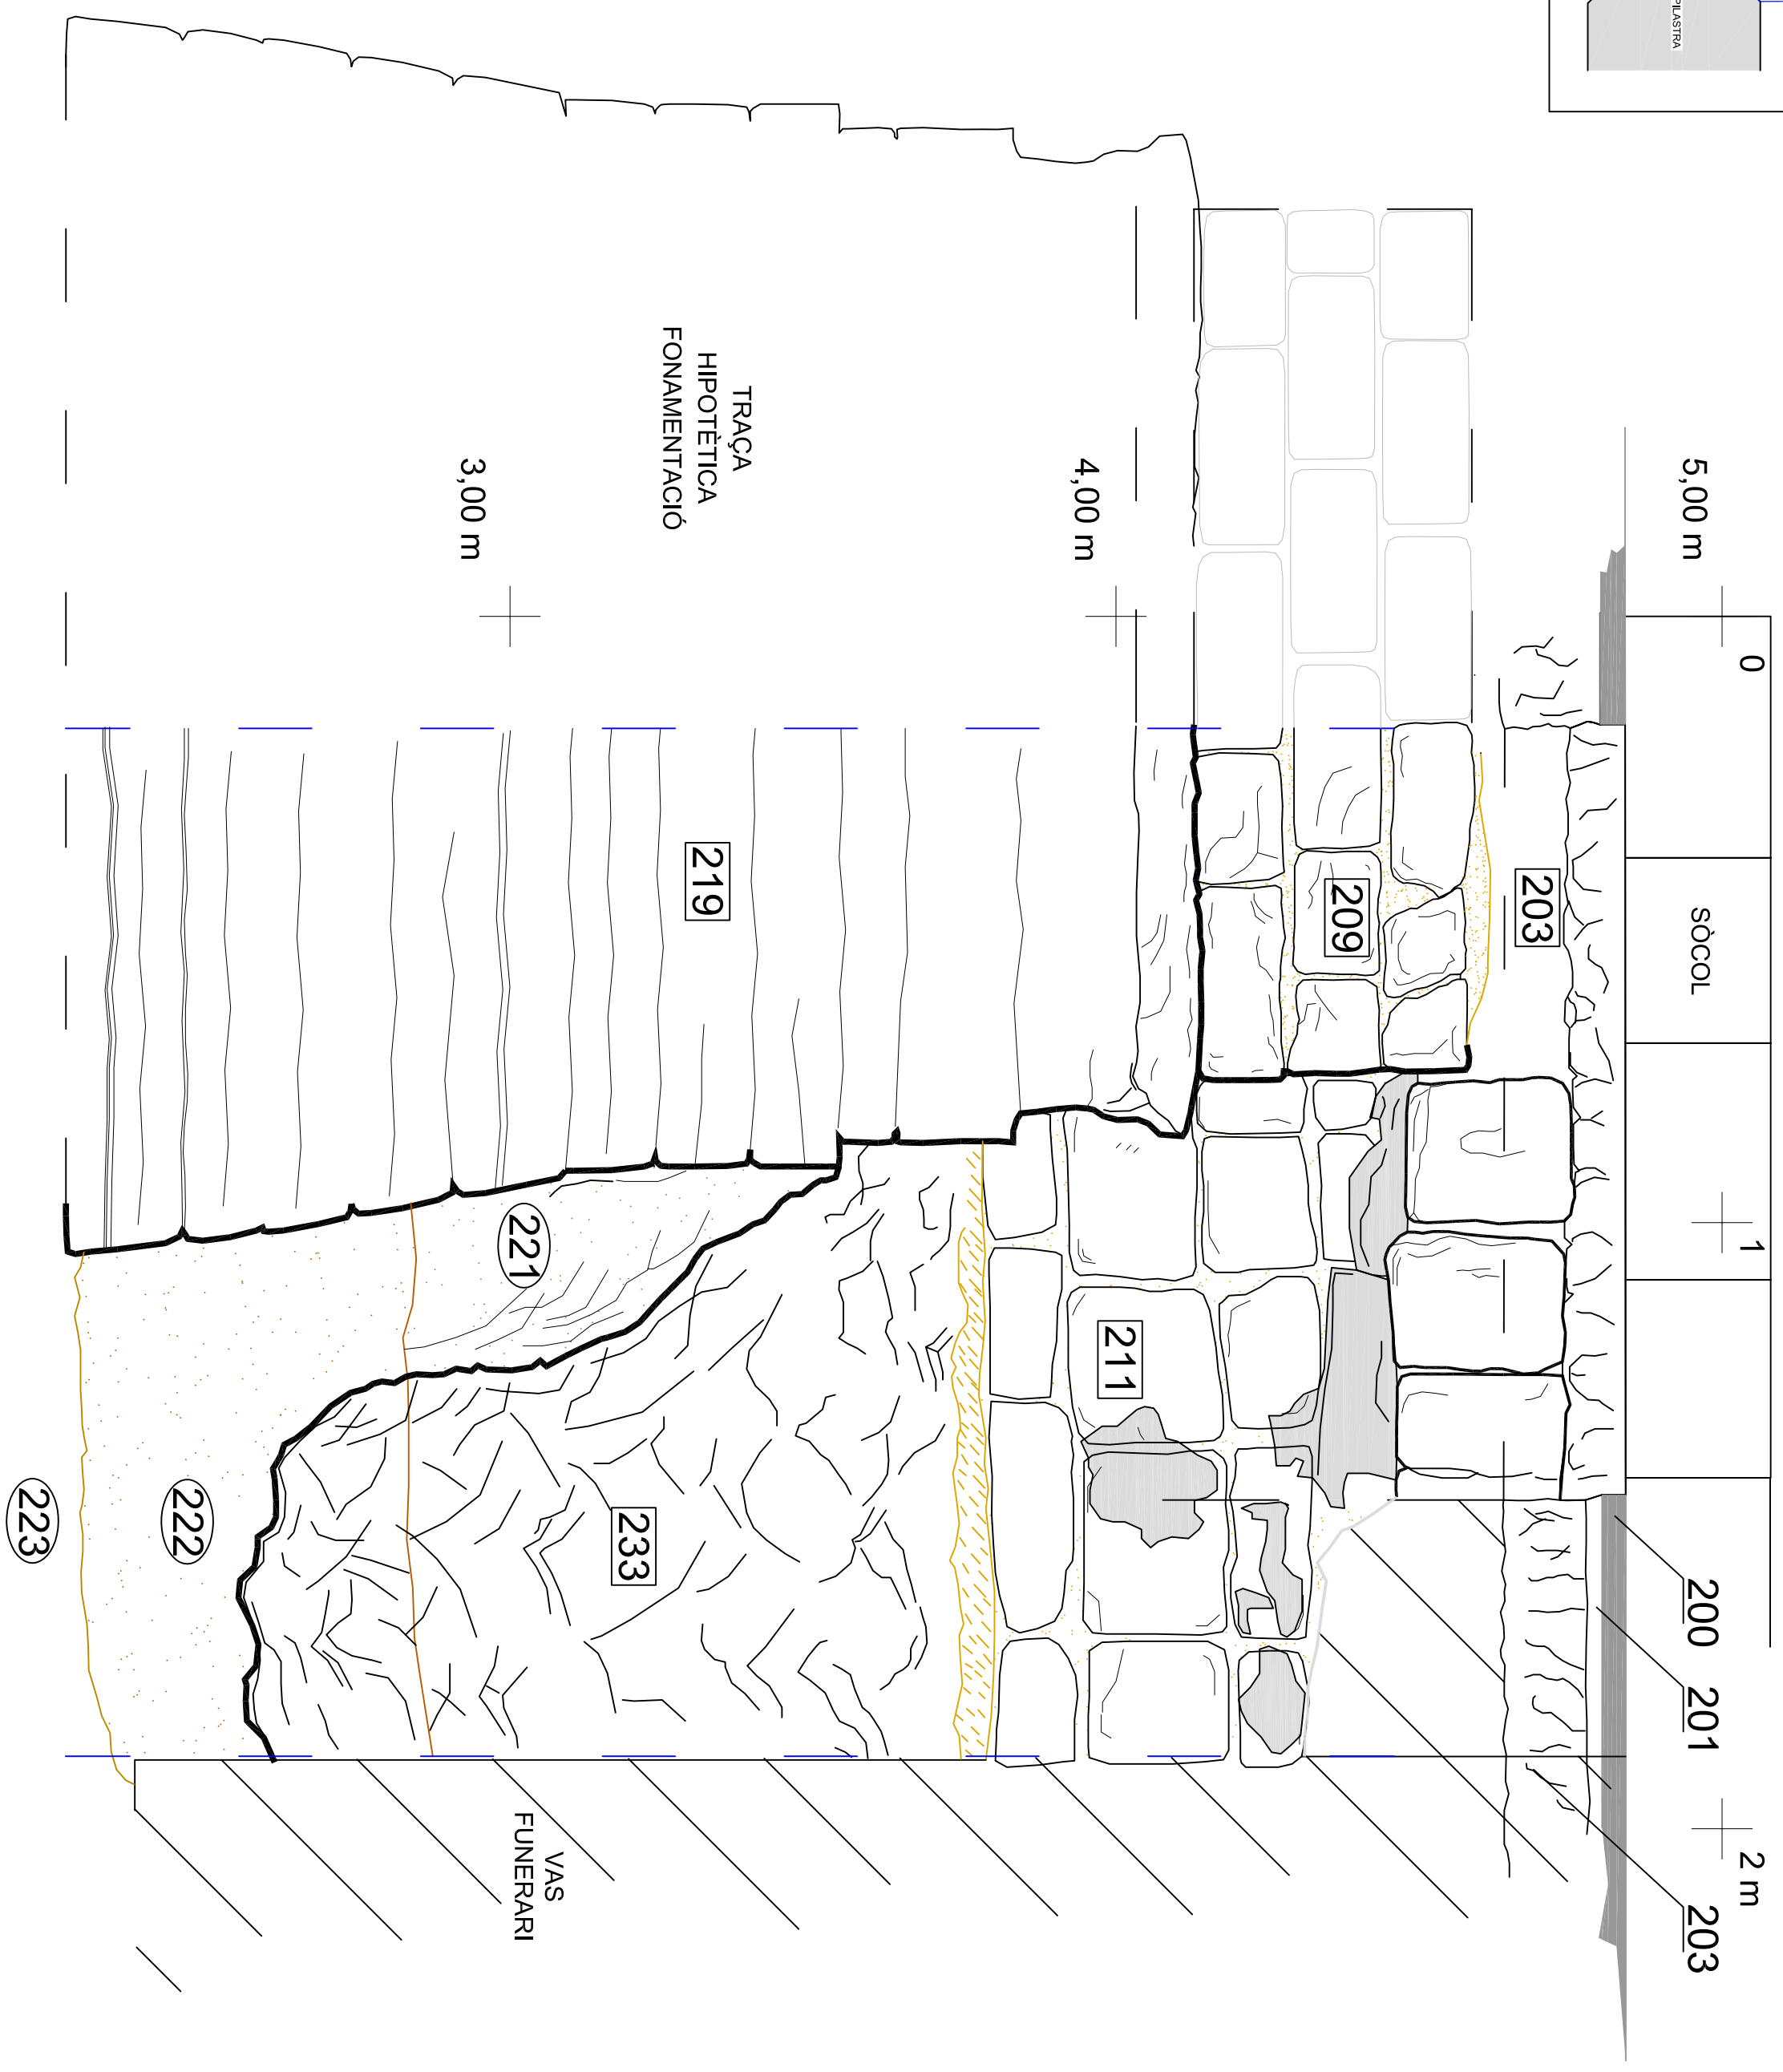 PILASTRA
0
1
2 m
5,00 m
SÒCOL
200
201
203
203
209
4,00 m
211
TRAÇA
HIPOTÈTICA
FONAMENTACIÓ
219
233
3,00 m
221
VAS
FUNERARI
222
223